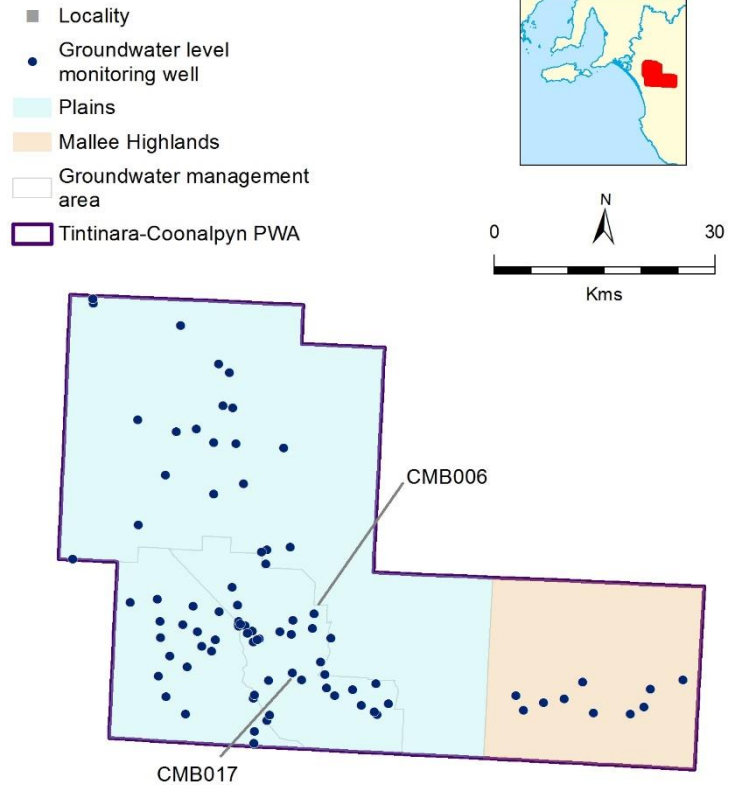 Locality
Groundwater level
monitoring well
Plains
Mallee Highlands
Groundwater management
area
Tintinara-Coonalpyn PWA
N
0 30
Kms
CMB006
CMB017